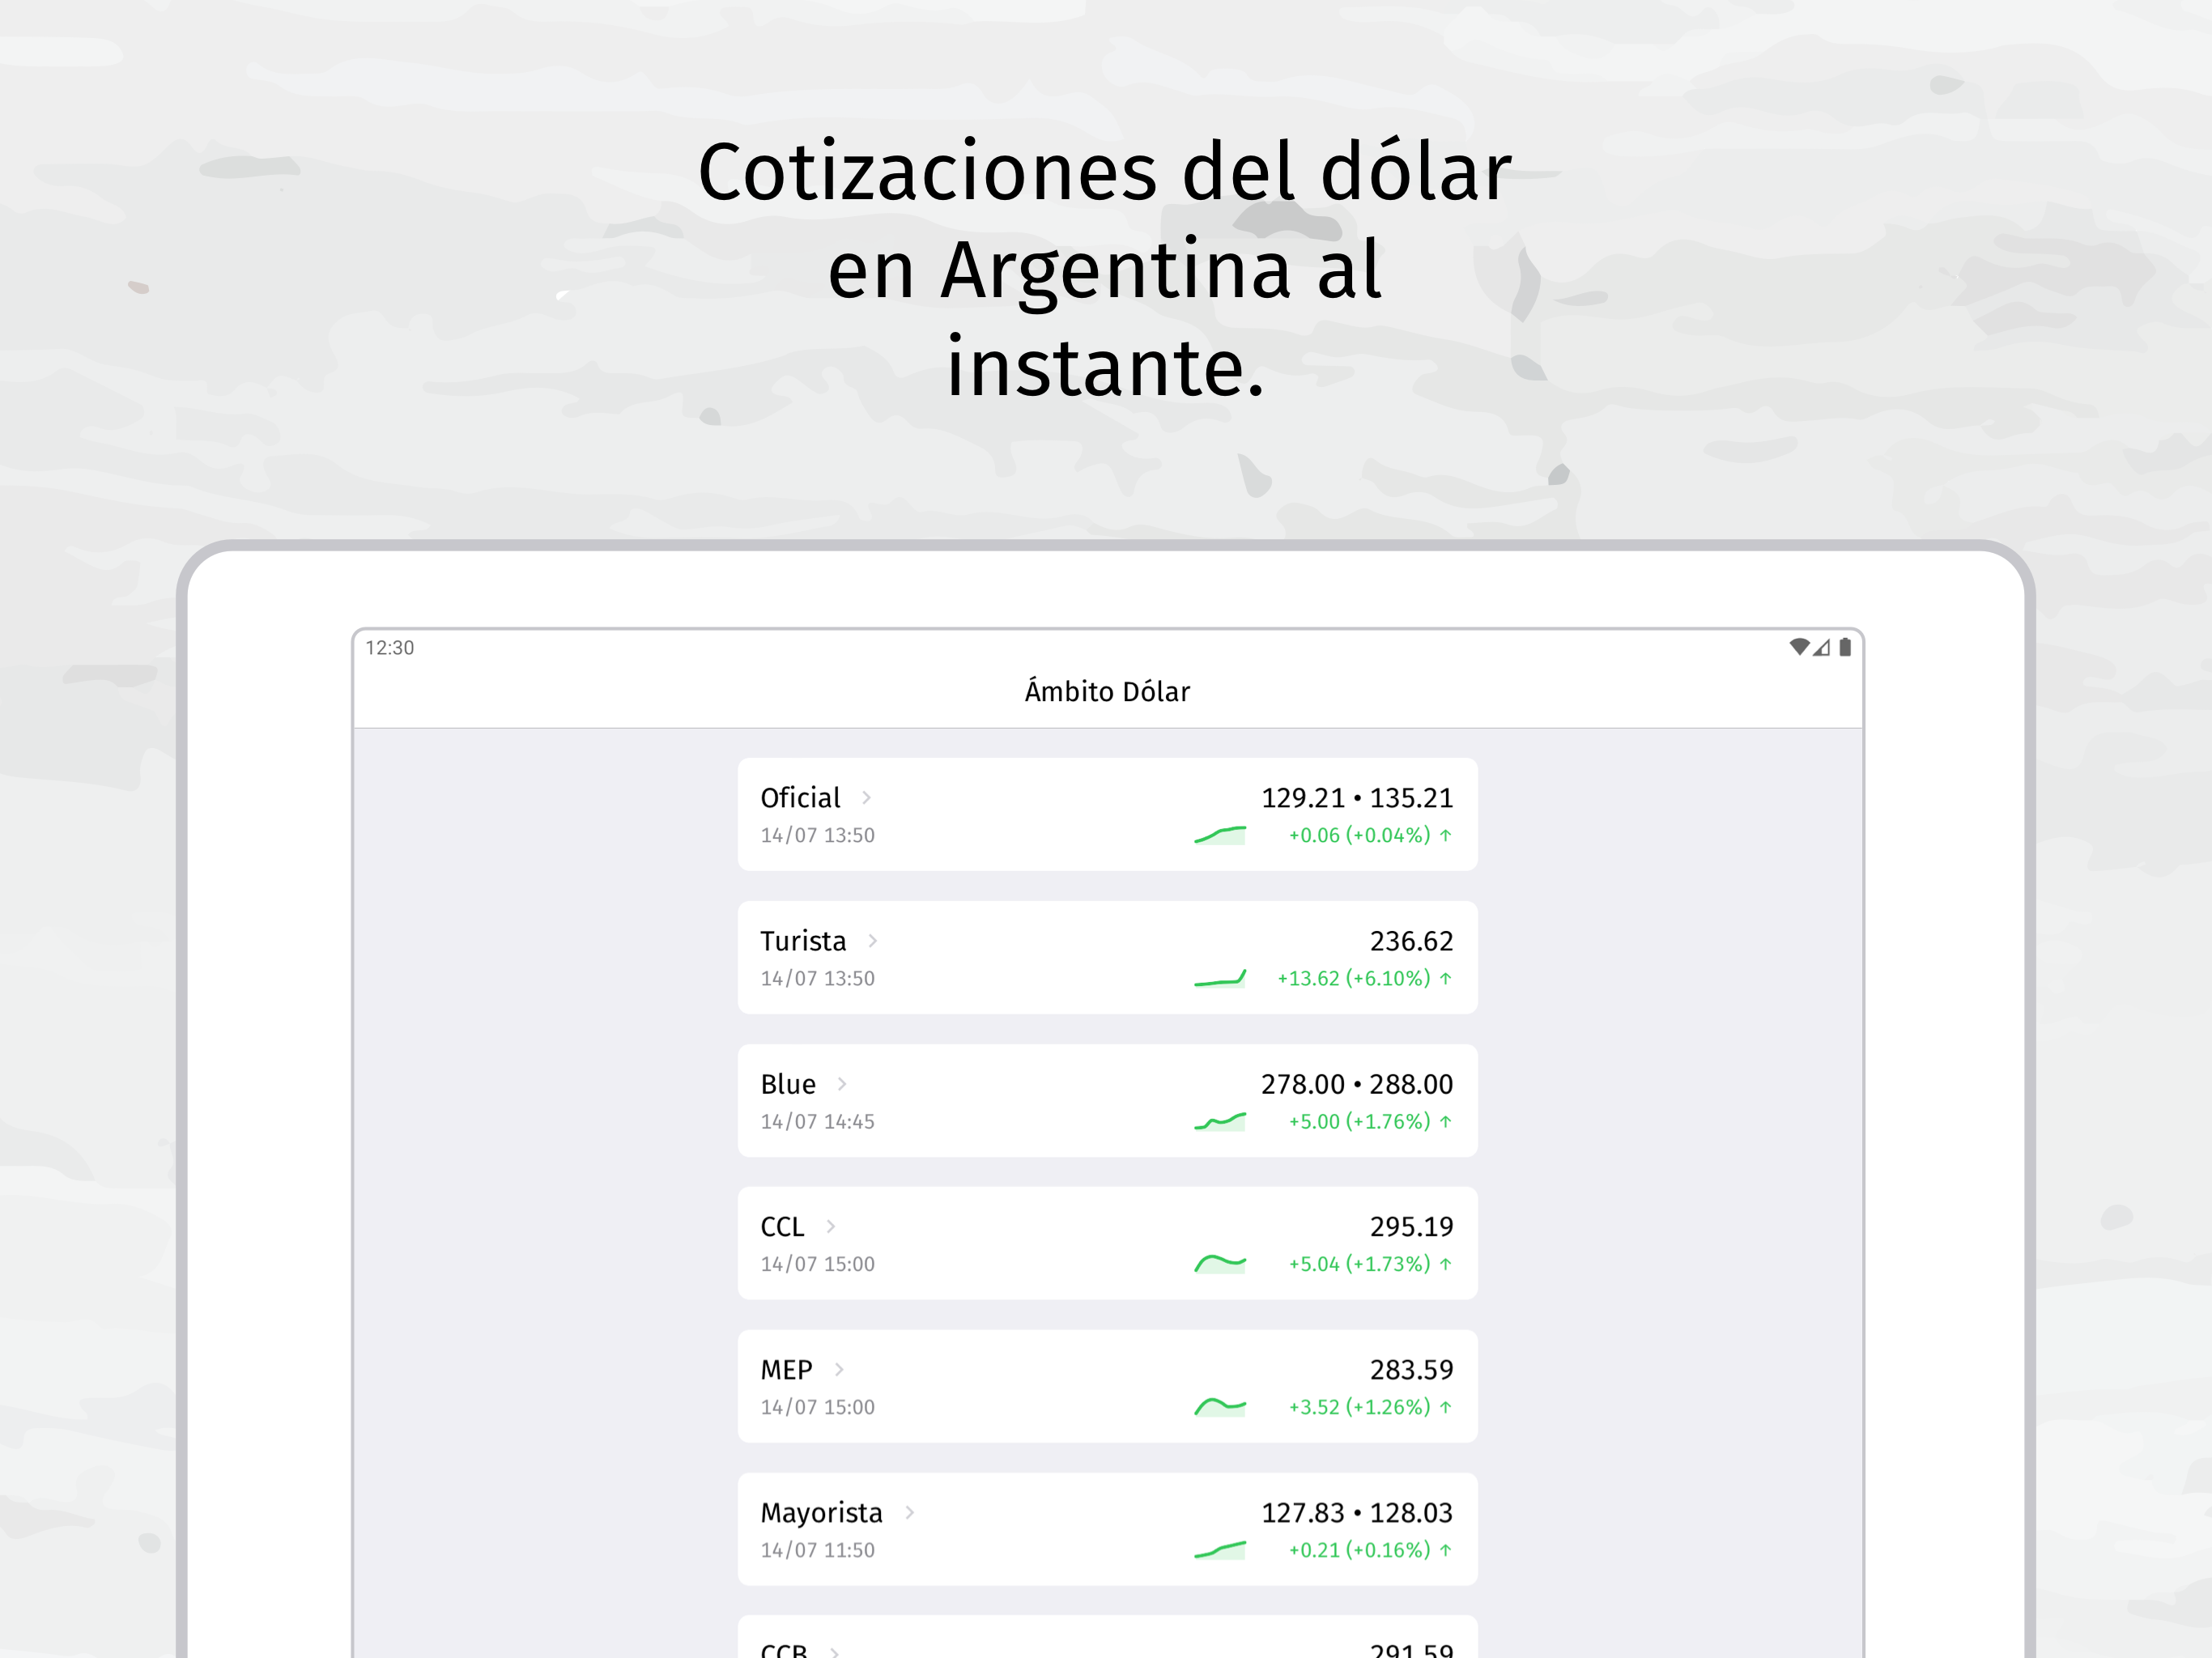 Cotizaciones del dólar
en Argentina al
instante.
12:30
Ámbito Dólar
Oficial
129.21 • 135.21
14/07 13:50
+0.06 (+0.04%) ↑
Turista
236.62
14/07 13:50
+13.62 (+6.10%) ↑
Blue
278.00 • 288.00
14/07 14:45
+5.00 (+1.76%) ↑
CCL
295.19
14/07 15:00
+5.04 (+1.73%) ↑
MEP
283.59
14/07 15:00
+3.52 (+1.26%) ↑
Mayorista
127.83 • 128.03
14/07 11:50
+0.21 (+0.16%) ↑
CCB
291.59